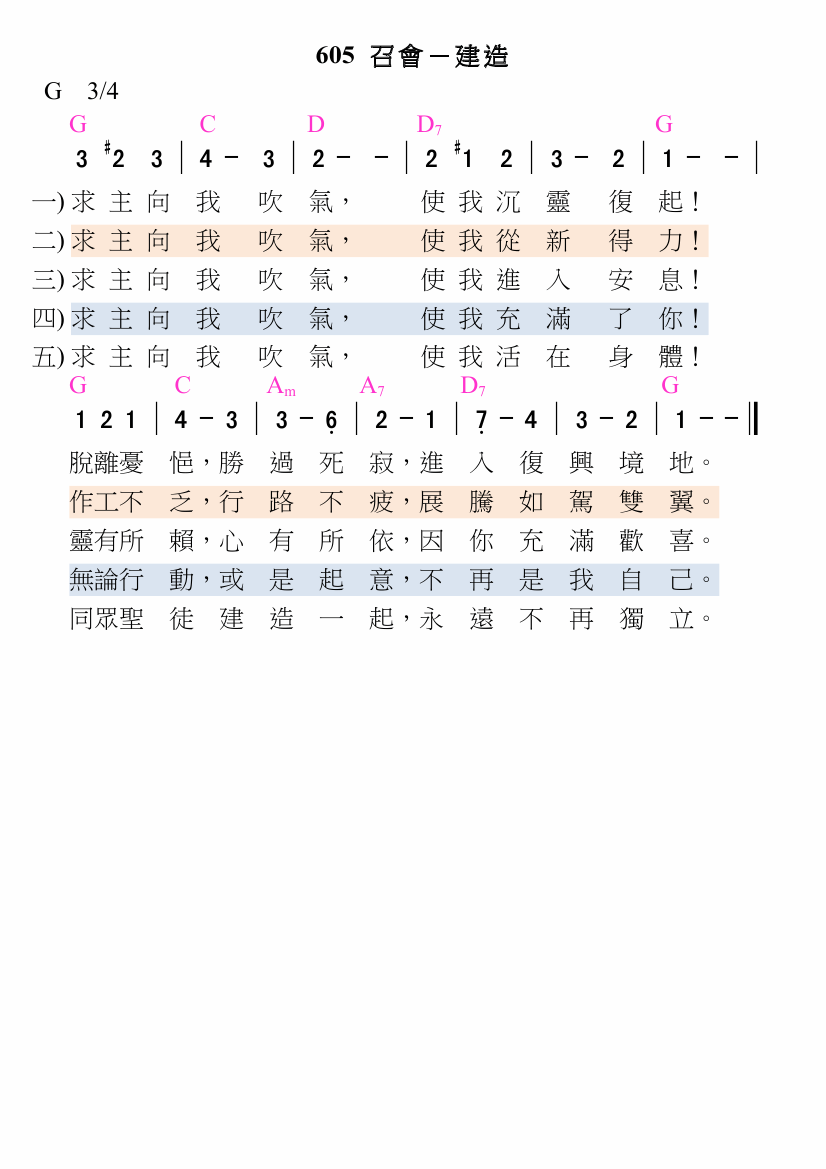 605 召會－建造
G 3/4
G C D D7 G
3 #2 3 | 4 － 3 | 2 － － | 2 #1 2 | 3 － 2 | 1 － － |
一) 求主向我吹氣，使我沉靈復起！
二) 求主向我吹氣，使我從新得力！
三) 求主向我吹氣，使我進入安息！
四) 求主向我吹氣，使我充滿了你！
五) 求主向我吹氣，使我活在身體！
G C Am A7 D7 G
1 2 1 | 4 － 3 | 3 － 6̣ | 2 － 1 | 7̣ － 4 | 3 － 2 | 1 － － ‖
脫離憂悒，勝過死寂，進入復興境地。
作工不乏，行路不疲，展騰如駕雙翼。
靈有所賴，心有所依，因你充滿歡喜。
無論行動，或是起意，不再是我自己。
同眾聖徒建造一起，永遠不再獨立。